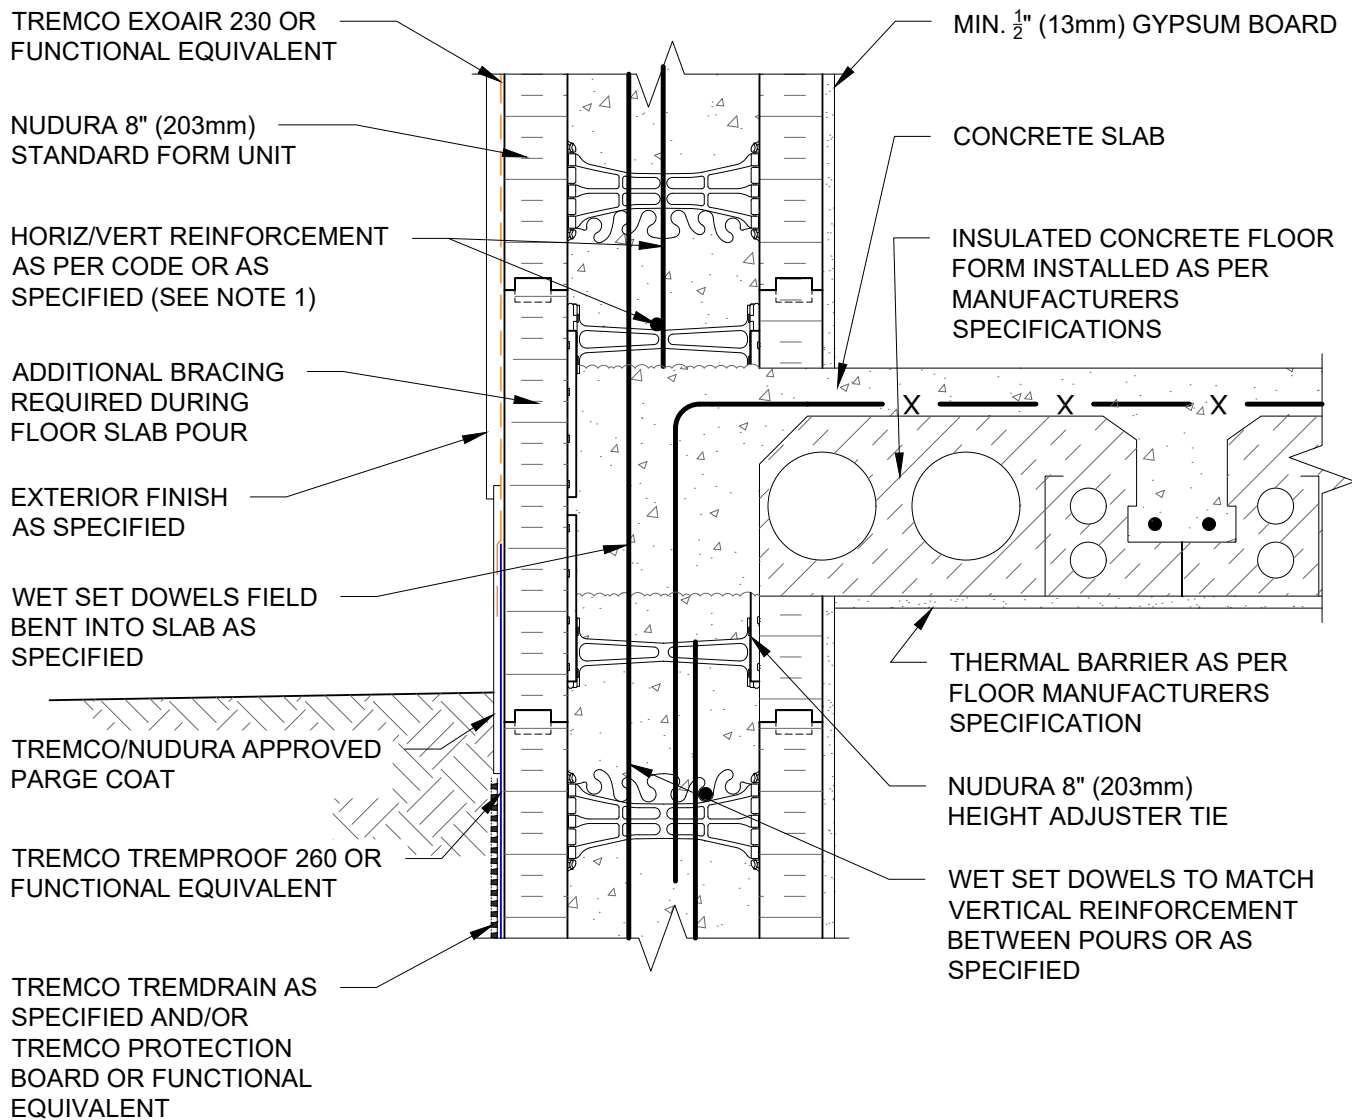 TREMCO EXOAIR 230 OR
FUNCTIONAL EQUIVALENT
NUDURA 8" (203mm)
STANDARD FORM UNIT
HORIZ/VERT REINFORCEMENT
AS PER CODE OR AS
SPECIFIED (SEE NOTE 1)
ADDITIONAL BRACING
REQUIRED DURING
FLOOR SLAB POUR
EXTERIOR FINISH
AS SPECIFIED
WET SET DOWELS FIELD
BENT INTO SLAB AS
SPECIFIED
TREMCO/NUDURA APPROVED
PARGE COAT
TREMCO TREMPROOF 260 OR
FUNCTIONAL EQUIVALENT
TREMCO TREMDRAIN AS
SPECIFIED AND/OR
TREMCO PROTECTION
BOARD OR FUNCTIONAL
EQUIVALENT
MIN. 1/2" (13mm) GYPSUM BOARD
CONCRETE SLAB
INSULATED CONCRETE FLOOR
FORM INSTALLED AS PER
MANUFACTURERS
SPECIFICATIONS
X X X
THERMAL BARRIER AS PER
FLOOR MANUFACTURERS
SPECIFICATION
NUDURA 8" (203mm)
HEIGHT ADJUSTER TIE
WET SET DOWELS TO MATCH
VERTICAL REINFORCEMENT
BETWEEN POURS OR AS
SPECIFIED